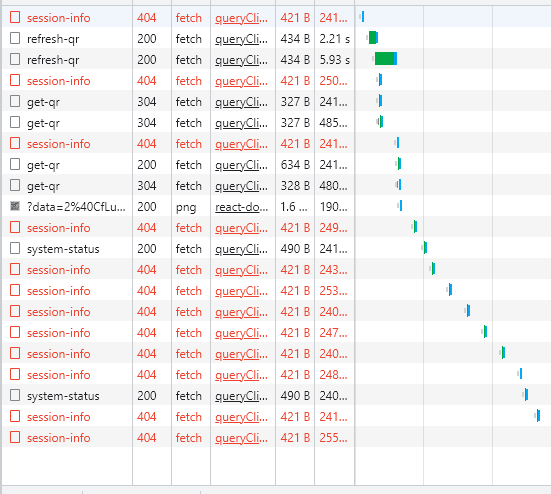 session-info 404 fetch queryCli... 421 B 241...
refresh-qr 200 fetch queryCli... 434 B 2.21 s
refresh-qr 200 fetch queryCli... 434 B 5.93 s
session-info 404 fetch queryCli... 421 B 250...
get-qr 304 fetch queryCli... 327 B 241...
get-qr 304 fetch queryCli... 327 B 485...
session-info 404 fetch queryCli... 421 B 241...
get-qr 200 fetch queryCli... 634 B 241...
get-qr 304 fetch queryCli... 328 B 480...
?data=2%40CfLu... 200 png react-do... 1.6 ... 190...
session-info 404 fetch queryCli... 421 B 249...
system-status 200 fetch queryCli... 490 B 241...
session-info 404 fetch queryCli... 421 B 243...
session-info 404 fetch queryCli... 421 B 253...
session-info 404 fetch queryCli... 421 B 240...
session-info 404 fetch queryCli... 421 B 247...
session-info 404 fetch queryCli... 421 B 240...
session-info 404 fetch queryCli... 421 B 248...
system-status 200 fetch queryCli... 490 B 240...
session-info 404 fetch queryCli... 421 B 241...
session-info 404 fetch queryCli... 421 B 255...